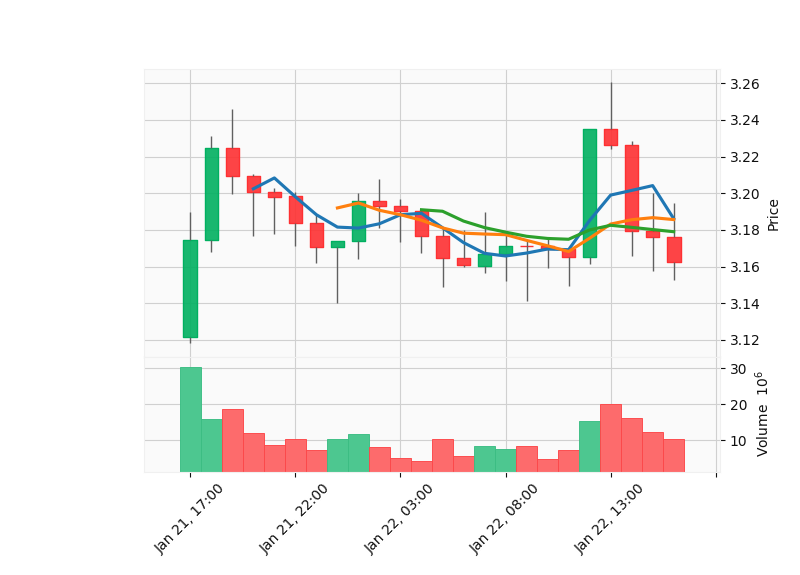 3.26
3.24
3.22
3.20
3.18
3.16
3.14
3.12
Price
30
20
10
Volume 10⁶
Jan 21, 17:00
Jan 21, 22:00
Jan 22, 03:00
Jan 22, 08:00
Jan 22, 13:00